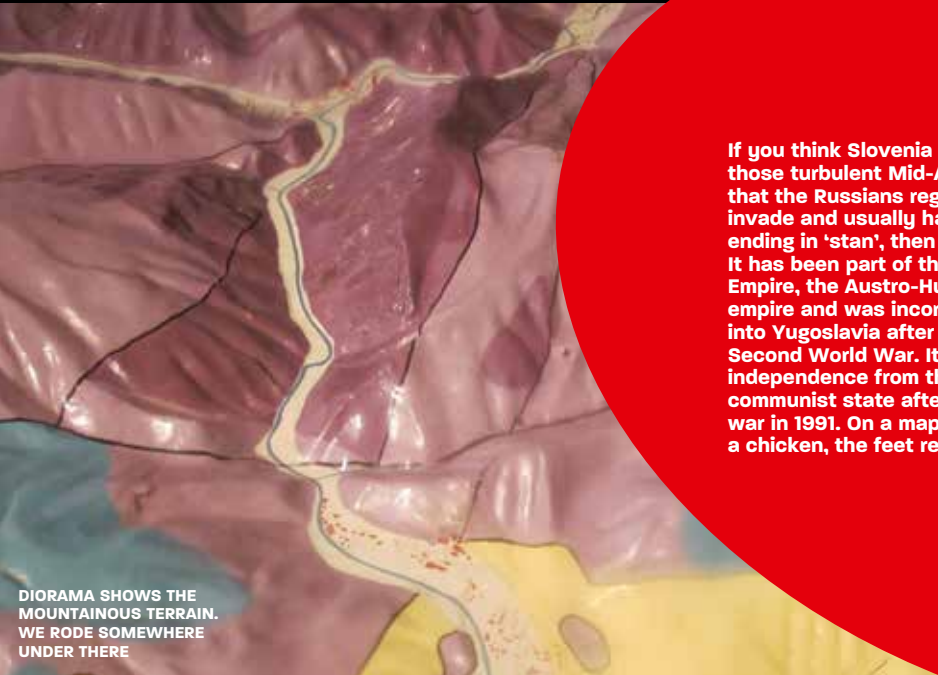 If you think Slovenia
those turbulent Mid-A
that the Russians reg
invade and usually ha
ending in ‘stan’, then
It has been part of th
Empire, the Austro-Hu
empire and was incor
into Yugoslavia after
Second World War. It
independence from th
communist state afte
war in 1991. On a map
a chicken, the feet re
DIORAMA SHOWS THE
MOUNTAINOUS TERRAIN.
WE RODE SOMEWHERE
UNDER THERE